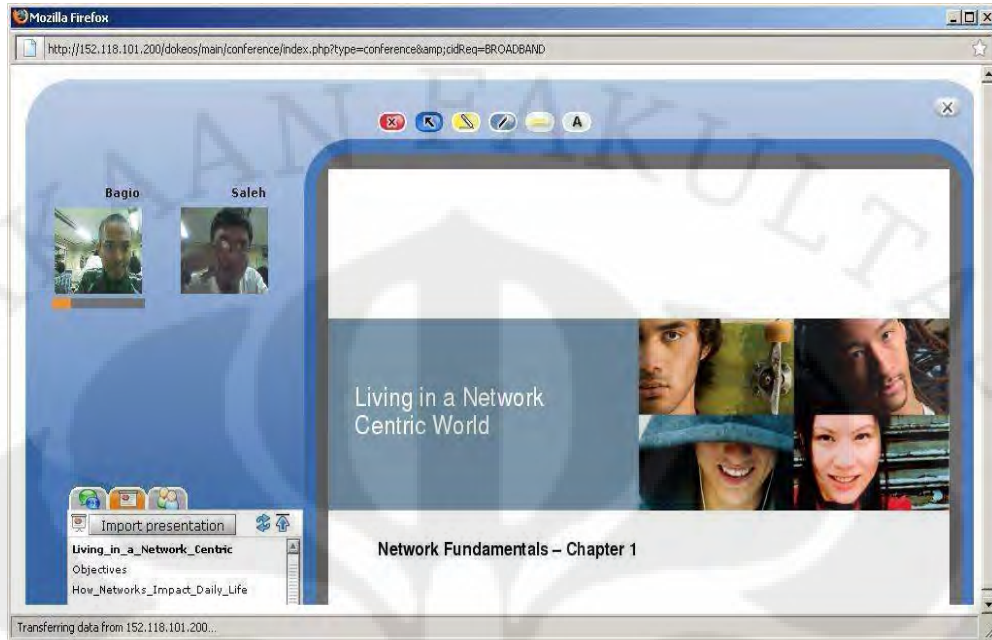 Mozilla Firefox
http://152.118.101.200/dokeos/main/conference/index.php?type=conference&amp;cidReq=BROADBAND
A
Bagio
Saleh
Living in a Network
Centric World
Import presentation
Living_in_a_Network_Centric
Objectives
How_Networks_Impact_Daily_Life
Network Fundamentals – Chapter 1
Transferring data from 152.118.101.200...
KAAN FAKULTA